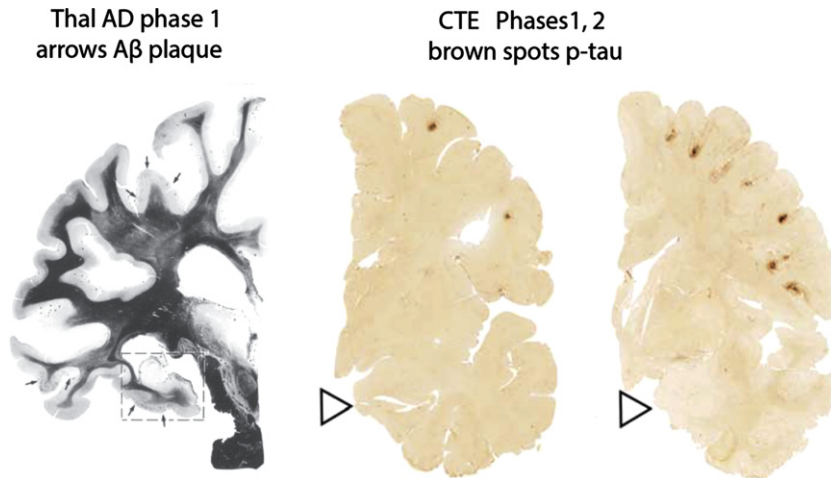 Thal AD phase 1
arrows Aβ plaque
CTE Phases1, 2
brown spots p-tau